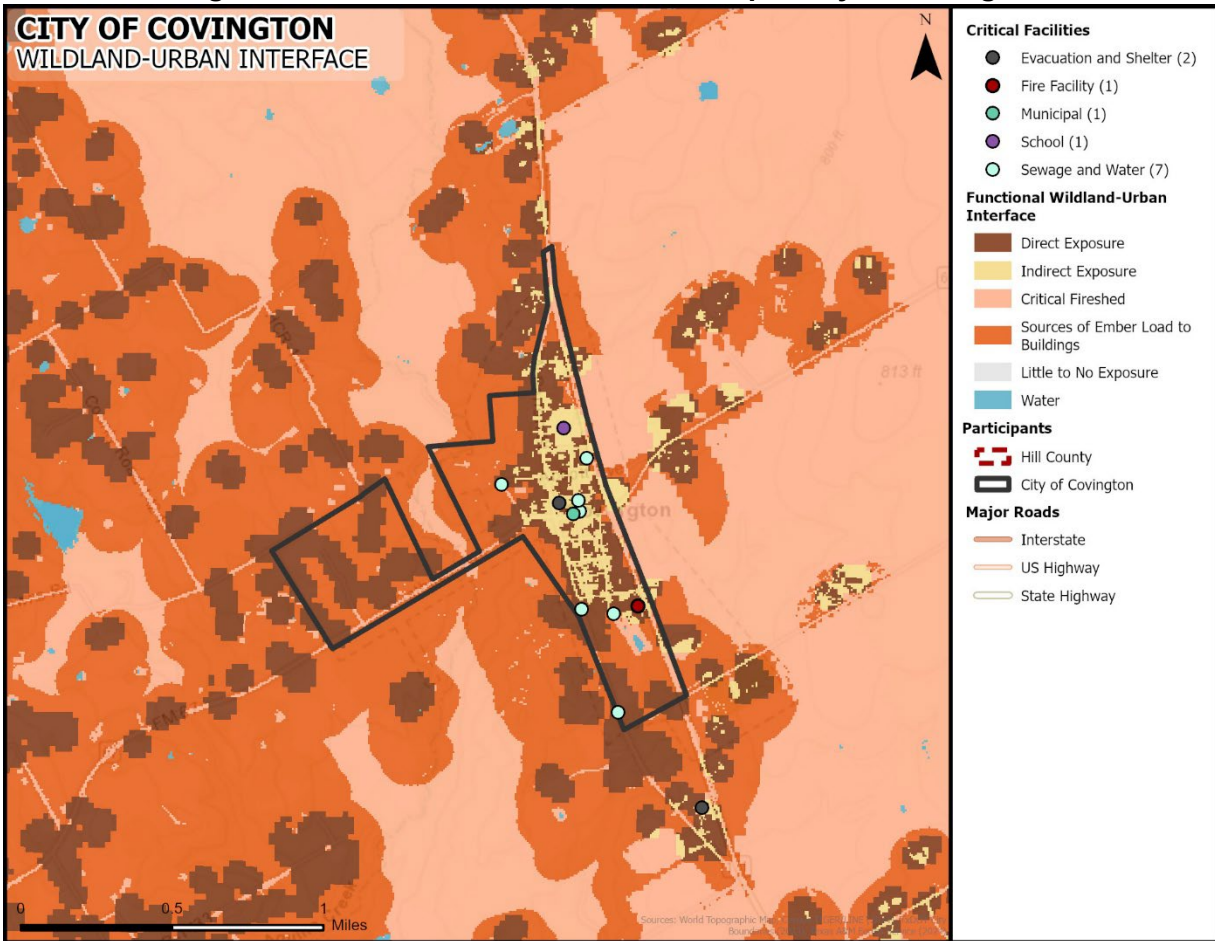 CITY OF COVINGTON
WILDLAND-URBAN INTERFACE
N
800 ft
813 ft
0
0.5
1
Miles
Critical Facilities
Evacuation and Shelter (2)
Fire Facility (1)
Municipal (1)
School (1)
Sewage and Water (7)
Functional Wildland-Urban
Interface
Direct Exposure
Indirect Exposure
Critical Fireshed
Sources of Ember Load to
Buildings
Little to No Exposure
Water
Participants
Hill County
City of Covington
Major Roads
Interstate
US Highway
State Highway
Sources: World Topographic